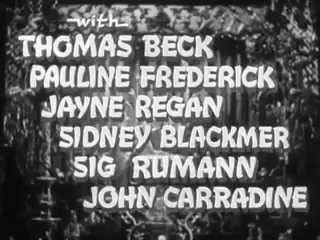 with
THOMAS BECK
PAULINE FREDERICK
JAYNE REGAN
SIDNEY BLACKMER
SIG RUMANN
JOHN CARRADINE